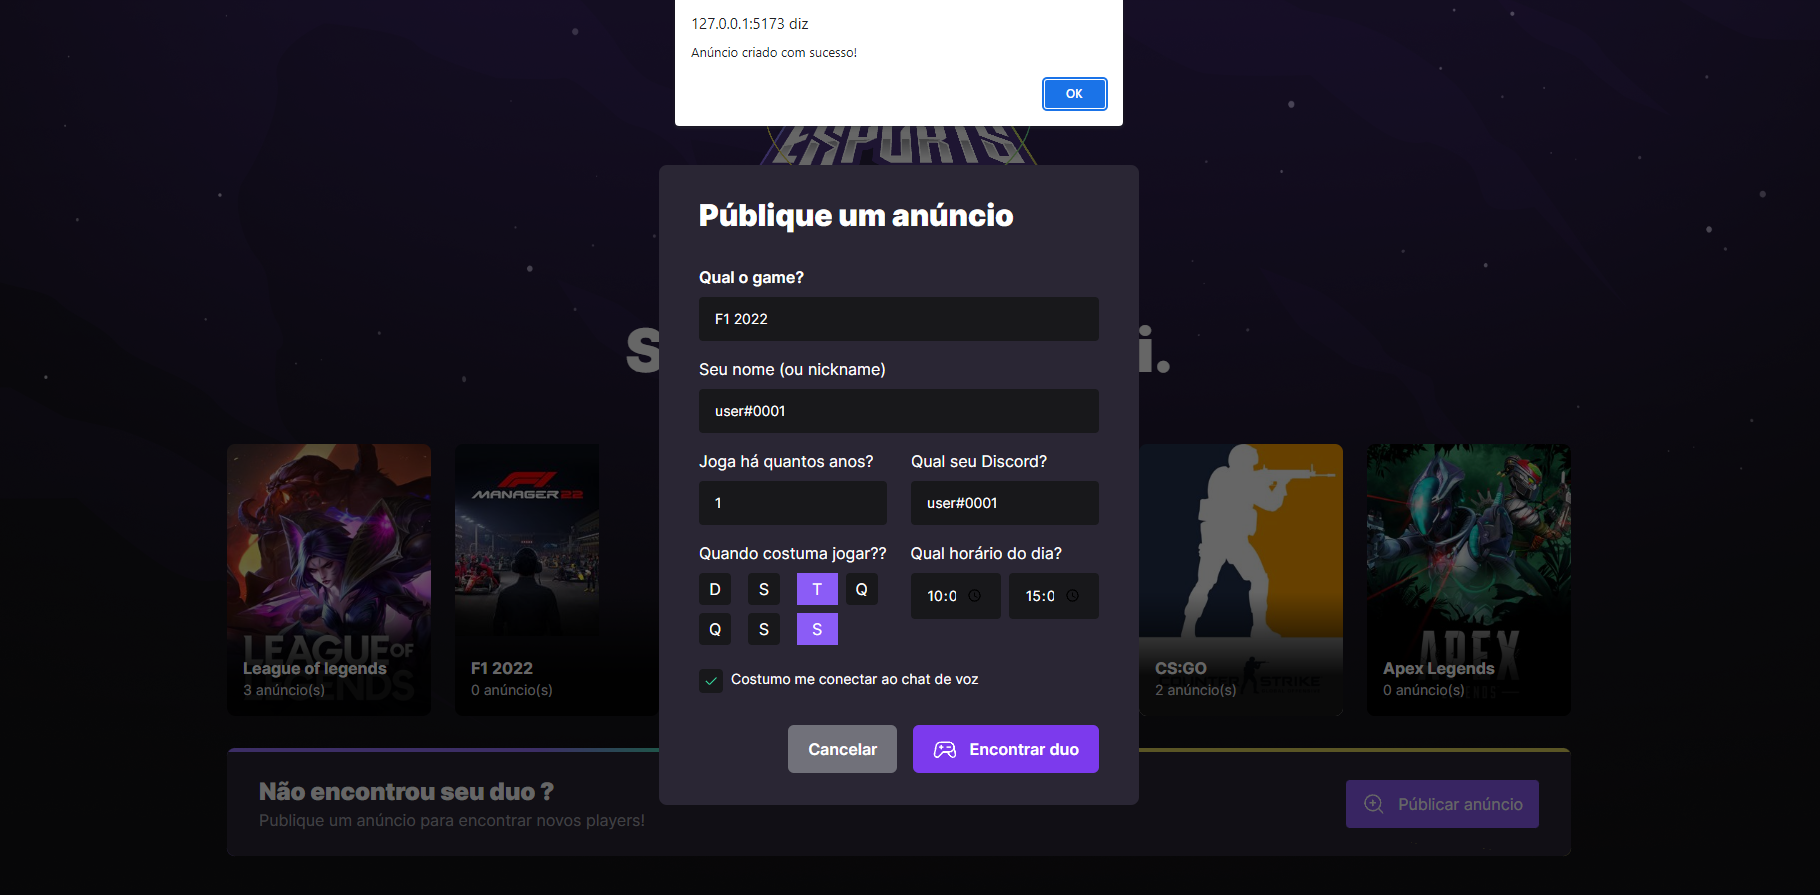 127.0.0.1:5173 diz
Anúncio criado com sucesso!
OK
ESPORTS
Públique um anúncio
Qual o game?
F1 2022
Seu nome (ou nickname)
user#0001
Joga há quantos anos?
Qual seu Discord?
1
user#0001
Quando costuma jogar??
Qual horário do dia?
D S T Q
Q S S
10:0
15:0
Costumo me conectar ao chat de voz
Cancelar
Encontrar duo
S
i.
LEAGUE OF
LEGENDS
League of legends
3 anúncio(s)
F1
MANAGER 22
F1 2022
0 anúncio(s)
COUNTER STRIKE
CS:GO
2 anúncio(s)
APEX
Apex Legends
0 anúncio(s)
Não encontrou seu duo ?
Publique um anúncio para encontrar novos players!
Públicar anúncio